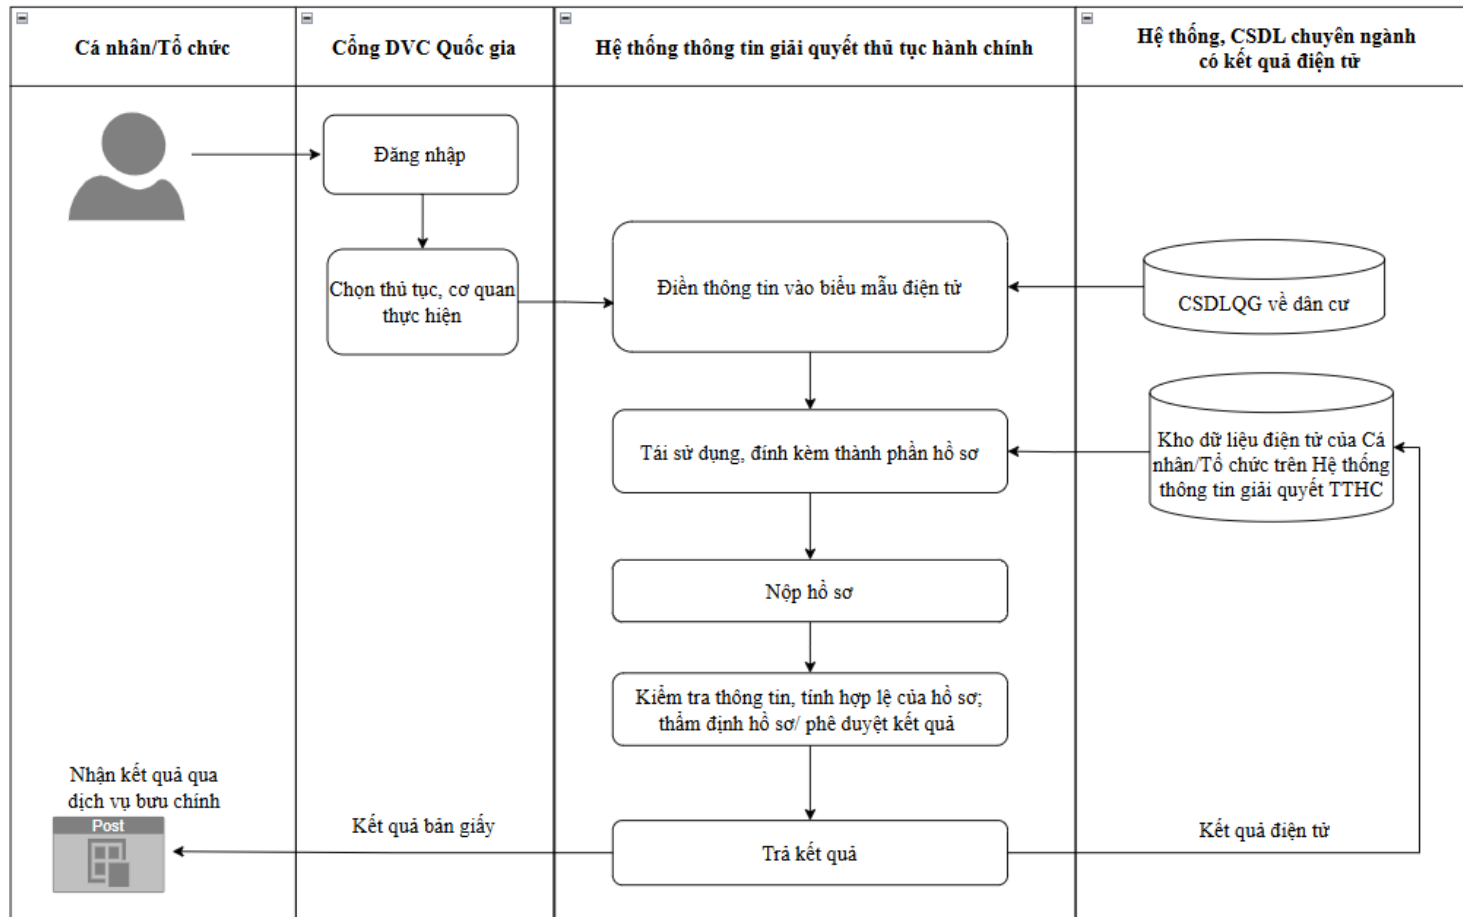 Cá nhân/Tổ chức
Cổng DVC Quốc gia
Hệ thống thông tin giải quyết thủ tục hành chính
Hệ thống, CSDL chuyên ngành
có kết quả điện tử
Đăng nhập
Chọn thủ tục, cơ quan
thực hiện
Điền thông tin vào biểu mẫu điện tử
CSDLQG về dân cư
Tái sử dụng, đính kèm thành phần hồ sơ
Kho dữ liệu điện tử của Cá
nhân/Tổ chức trên Hệ thống
thông tin giải quyết TTHC
Nộp hồ sơ
Kiểm tra thông tin, tính hợp lệ của hồ sơ;
thẩm định hồ sơ/ phê duyệt kết quả
Nhận kết quả qua
dịch vụ bưu chính
Post
Kết quả bản giấy
Trả kết quả
Kết quả điện tử